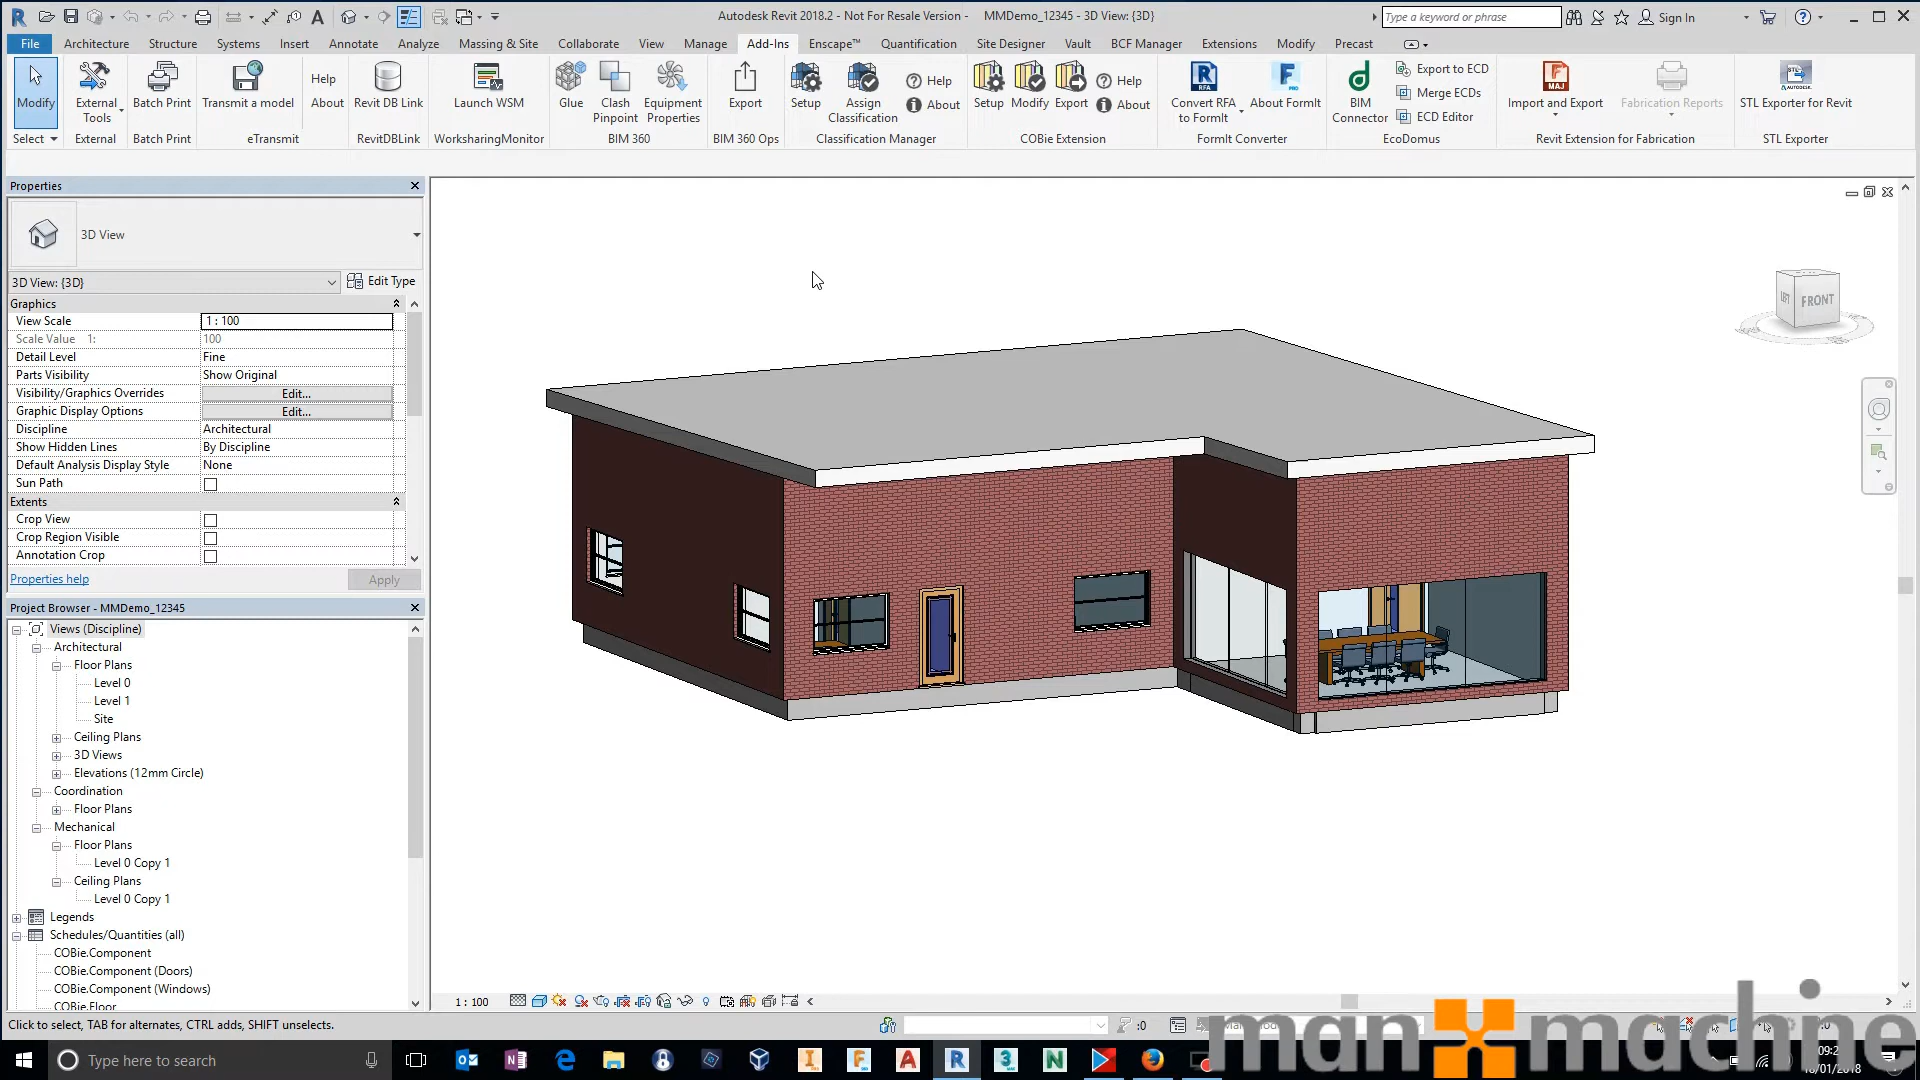 Autodesk Revit 2018.2 - Not For Resale Version - MMDemo_12345 - 3D View: {3D}
Type a keyword or phrase
Sign In
File Architecture Structure Systems Insert Annotate Analyze Massing & Site Collaborate View Manage Add-Ins Enscape™ Quantification Site Designer Vault BCF Manager Extensions Modify Precast
Modify
External Tools
Batch Print
Transmit a model
Help
About
Revit DB Link
Launch WSM
Glue
Clash Pinpoint
Equipment Properties
Export
Setup
Assign Classification
Help
About
Setup
Modify
Export
Help
About
Convert RFA to FormIt
About FormIt
BIM Connector
Export to ECD
Merge ECDs
ECD Editor
Import and Export
Fabrication Reports
STL Exporter for Revit
Select External Batch Print eTransmit RevitDBLink WorksharingMonitor BIM 360 BIM 360 Ops Classification Manager COBie Extension FormIt Converter EcoDomus Revit Extension for Fabrication STL Exporter
Properties
3D View
3D View: {3D}
Edit Type
Graphics
View Scale 1 : 100
Scale Value 1: 100
Detail Level Fine
Parts Visibility Show Original
Visibility/Graphics Overrides Edit...
Graphic Display Options Edit...
Discipline Architectural
Show Hidden Lines By Discipline
Default Analysis Display Style None
Sun Path
Extents
Crop View
Crop Region Visible
Annotation Crop
Properties help Apply
Project Browser - MMDemo_12345
Views (Discipline)
Architectural
Floor Plans
Level 0
Level 1
Site
Ceiling Plans
3D Views
Elevations (12mm Circle)
Coordination
Floor Plans
Mechanical
Floor Plans
Level 0 Copy 1
Ceiling Plans
Level 0 Copy 1
Legends
Schedules/Quantities (all)
COBie.Component
COBie.Component (Doors)
COBie.Component (Windows)
COBie.Floor
LEFT FRONT
1 : 100
Click to select, TAB for alternates, CTRL adds, SHIFT unselects.
:0
man machine
Type here to search